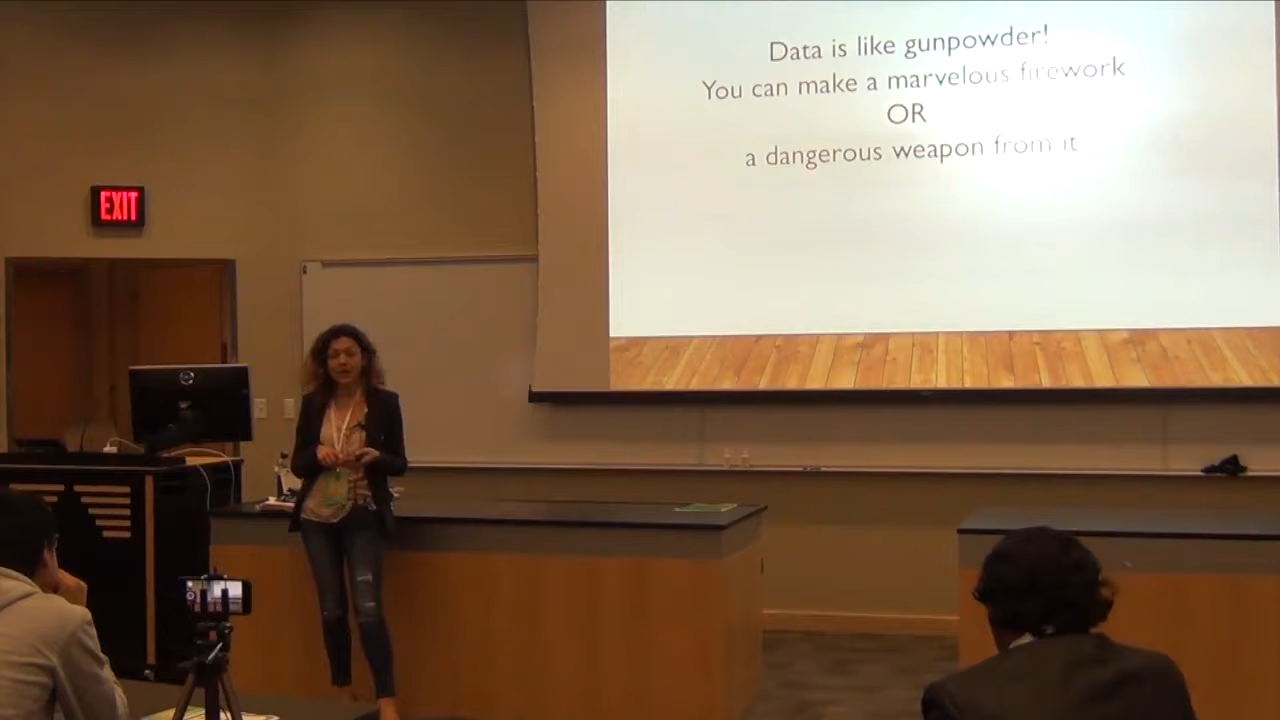 Data is like gunpowder!
You can make a marvelous firework
OR
a dangerous weapon from it
EXIT